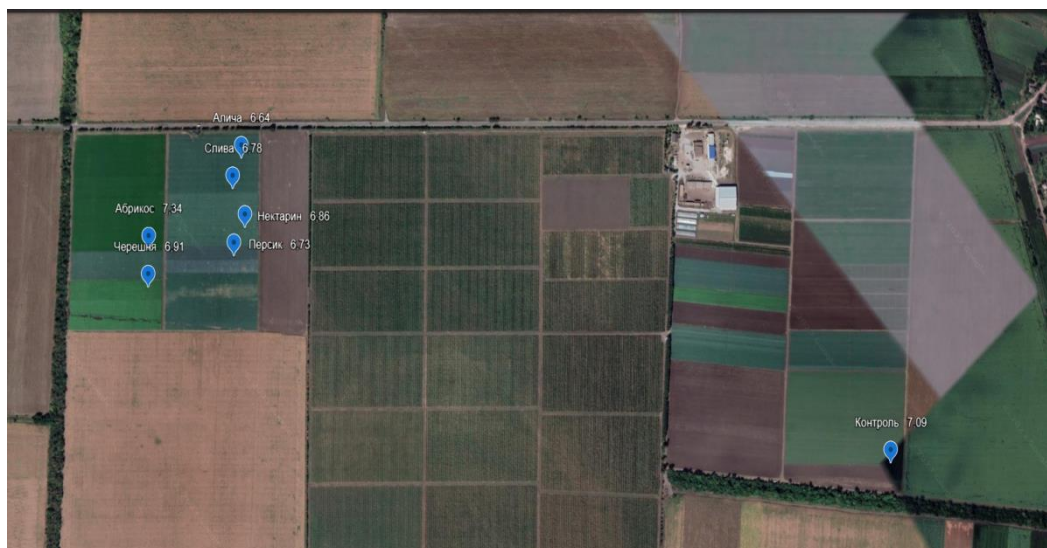 Алича 6 64
Слива 6 78
Абрикос 7 34
Нектарин 6 86
Черешня 6 91
Персик 6 73
Контроль 7 09